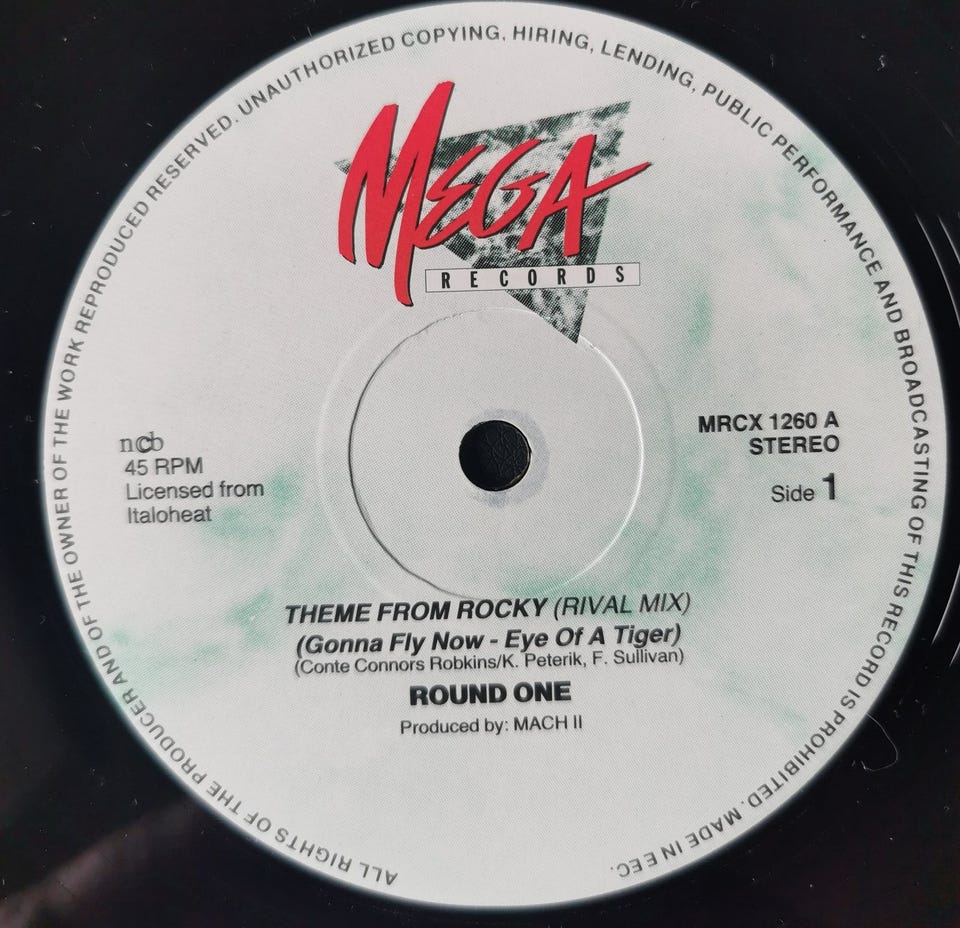 ALL RIGHTS OF THE PRODUCER AND OF THE OWNER OF THE WORK REPRODUCED RESERVED. UNAUTHORIZED COPYING, HIRING, LENDING, PUBLIC PERFORMANCE AND BROADCASTING OF THIS RECORD IS PROHIBITED. MADE IN EEC.
MEGA
RECORDS
ncb
45 RPM
Licensed from
Italoheat
MRCX 1260 A
STEREO
Side 1
THEME FROM ROCKY (RIVAL MIX)
(Gonna Fly Now - Eye Of A Tiger)
(Conte Connors Robkins/K. Peterik, F. Sullivan)
ROUND ONE
Produced by: MACH II